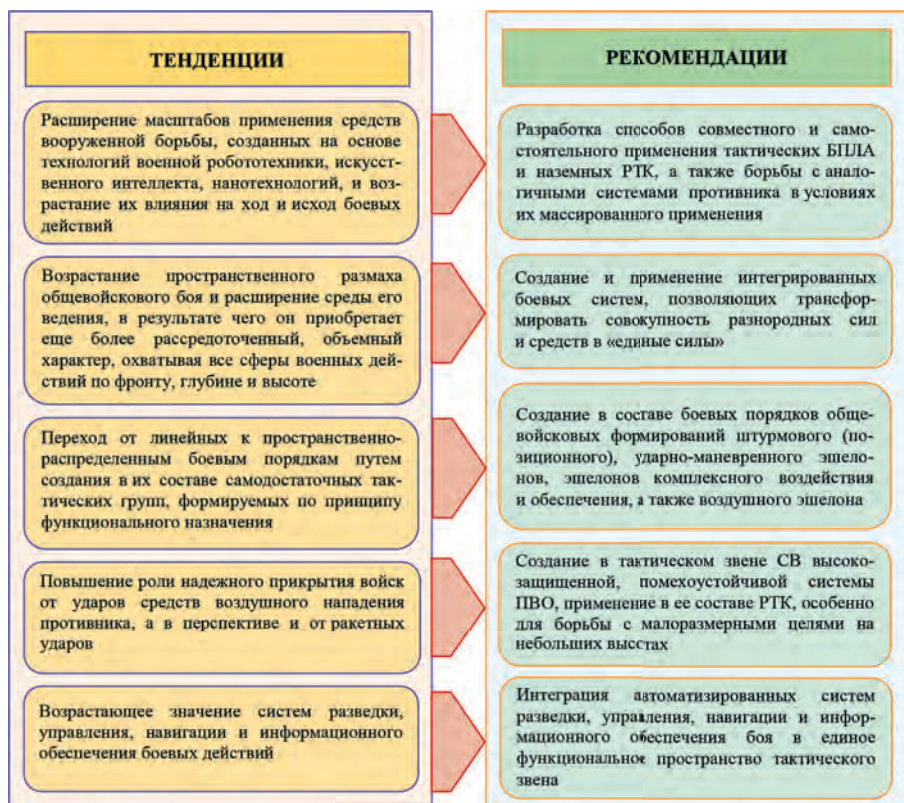 ТЕНДЕНЦИИ
Расширение масштабов применения средств
вооруженной борьбы, созданных на основе
технологий военной робототехники, искусст-
венного интеллекта, нанотехнологий, и воз-
растание их влияния на ход и исход боевых
действий
Возрастание пространственного размаха
общевойскового боя и расширение среды его
ведения, в результате чего он приобретает
еще более рассредоточенный, объемный
характер, охватывая все сферы военных дей-
ствий по фронту, глубине и высоте
Переход от линейных к пространственно-
распределенным боевым порядкам путем
создания в их составе самодостаточных так-
тических групп, формируемых по принципу
функционального назначения
Повышение роли надежного прикрытия войск
от ударов средств воздушного нападения
противника, а в перспективе и от ракетных
ударов
Возрастающее значение систем разведки,
управления, навигации и информационного
обеспечения боевых действий
РЕКОМЕНДАЦИИ
Разработка способов совместного и само-
стоятельного применения тактических БПЛА
и наземных РТК, а также борьбы с анало-
гичными системами противника в условиях
их массированного применения
Создание и применение интегрированных
боевых систем, позволяющих трансфор-
мировать совокупность разнородных сил
и средств в «единые силы»
Создание в составе боевых порядков обще-
войсковых формирований штурмового (по-
зиционного), ударно-маневренного эшело-
нов, эшелонов комплексного воздействия
и обеспечения, а также воздушного эшелона
Создание в тактическом звене СВ высоко-
защищенной, помехоустойчивой системы
ПВО, применение в ее составе РТК, особенно
для борьбы с малоразмерными целями на
небольших высотах
Интеграция автоматизированных систем
разведки, управления, навигации и инфор-
мационного обеспечения боя в единое
функциональное пространство тактического
звена